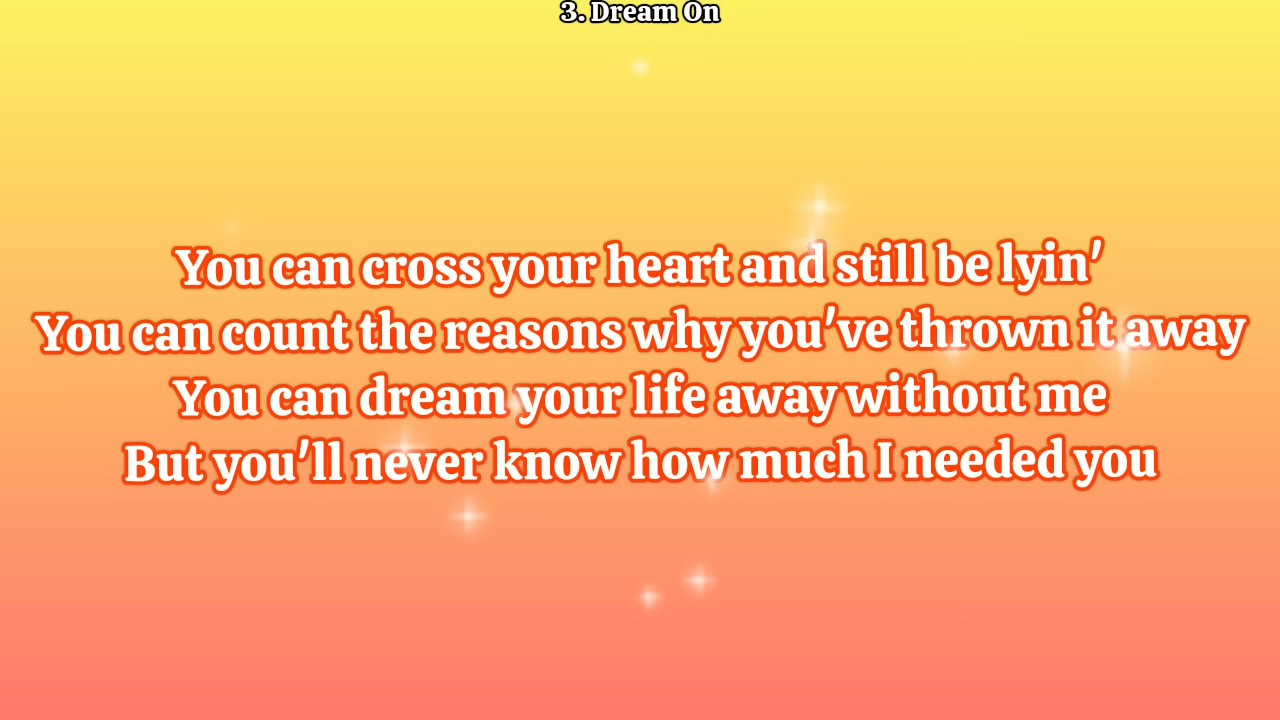 3. Dream On
You can cross your heart and still be lyin'
You can count the reasons why you've thrown it away
You can dream your life away without me
But you'll never know how much I needed you